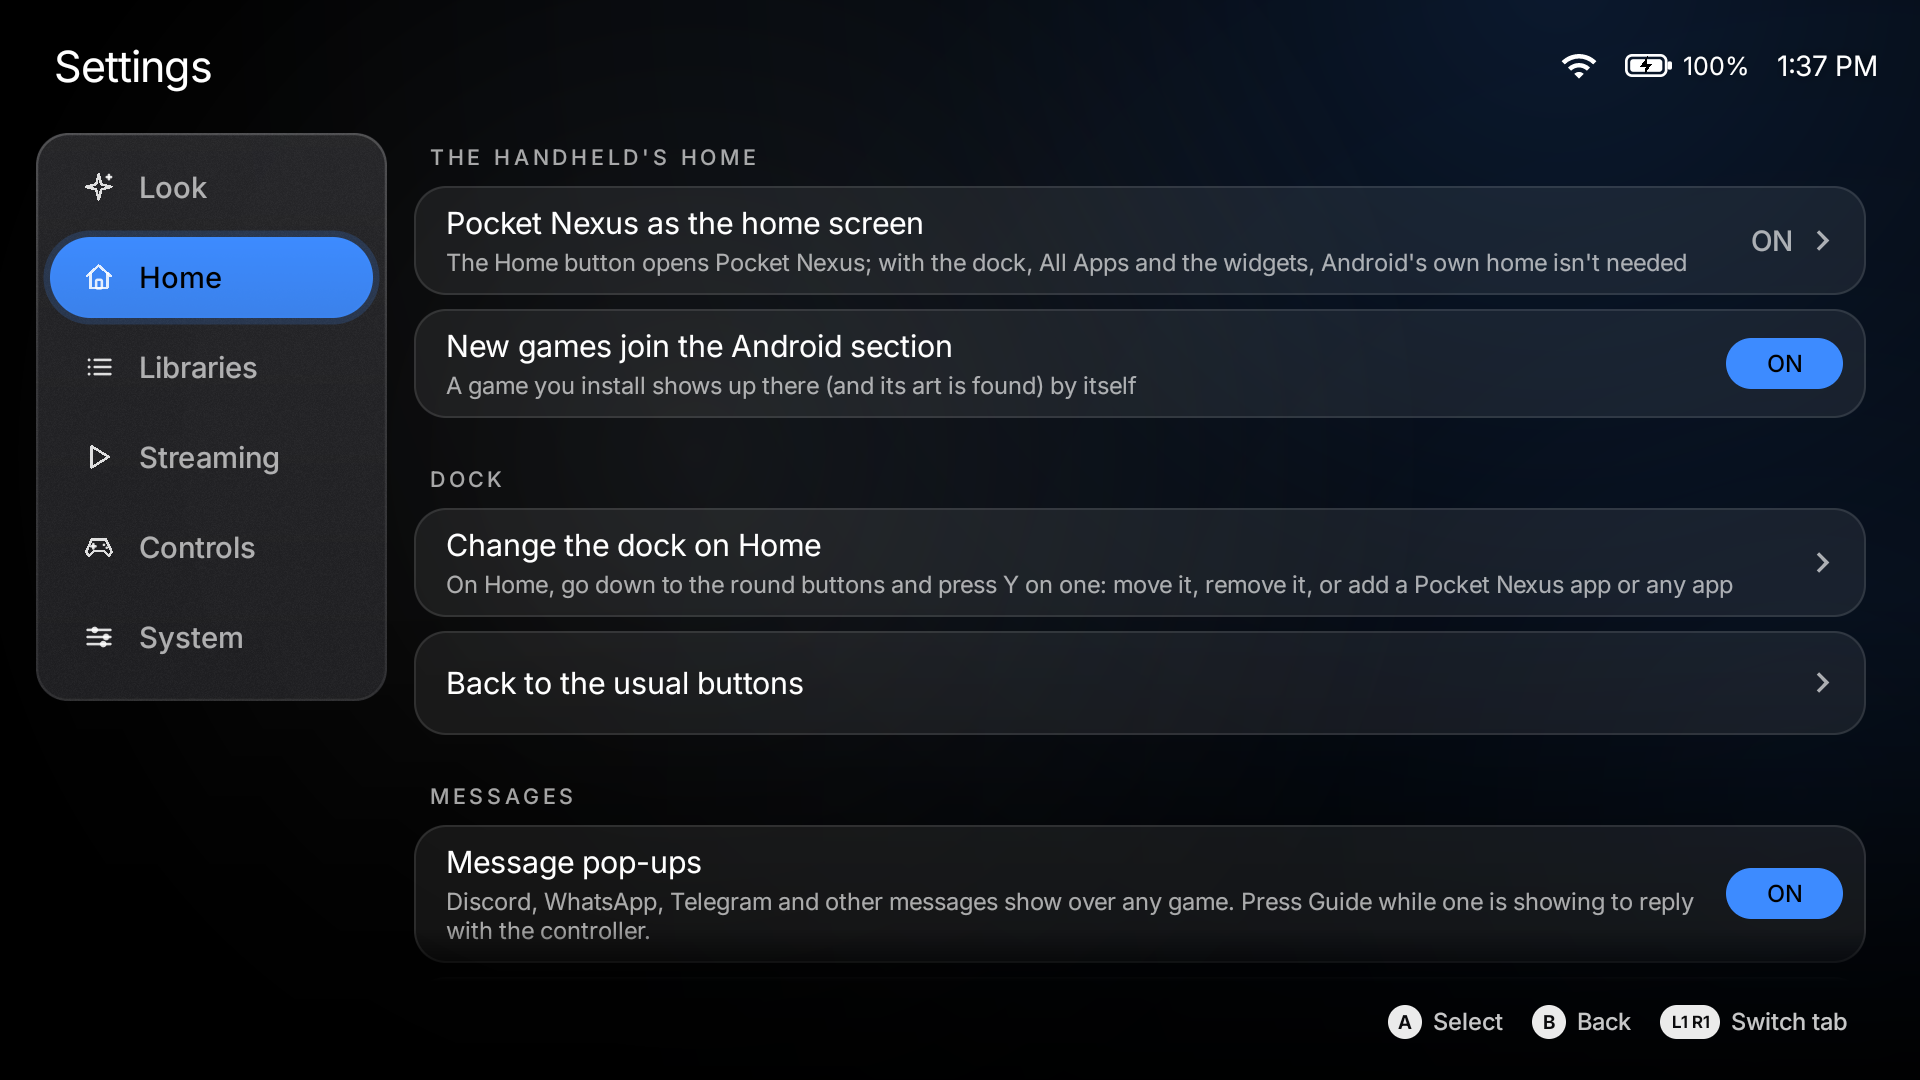 Settings
100%
1:37 PM
Look
Home
Libraries
Streaming
Controls
System
THE HANDHELD'S HOME
Pocket Nexus as the home screen
The Home button opens Pocket Nexus; with the dock, All Apps and the widgets, Android's own home isn't needed
ON
New games join the Android section
A game you install shows up there (and its art is found) by itself
ON
DOCK
Change the dock on Home
On Home, go down to the round buttons and press Y on one: move it, remove it, or add a Pocket Nexus app or any app
Back to the usual buttons
MESSAGES
Message pop-ups
Discord, WhatsApp, Telegram and other messages show over any game. Press Guide while one is showing to reply
with the controller.
ON
A Select
B Back
L1 R1 Switch tab